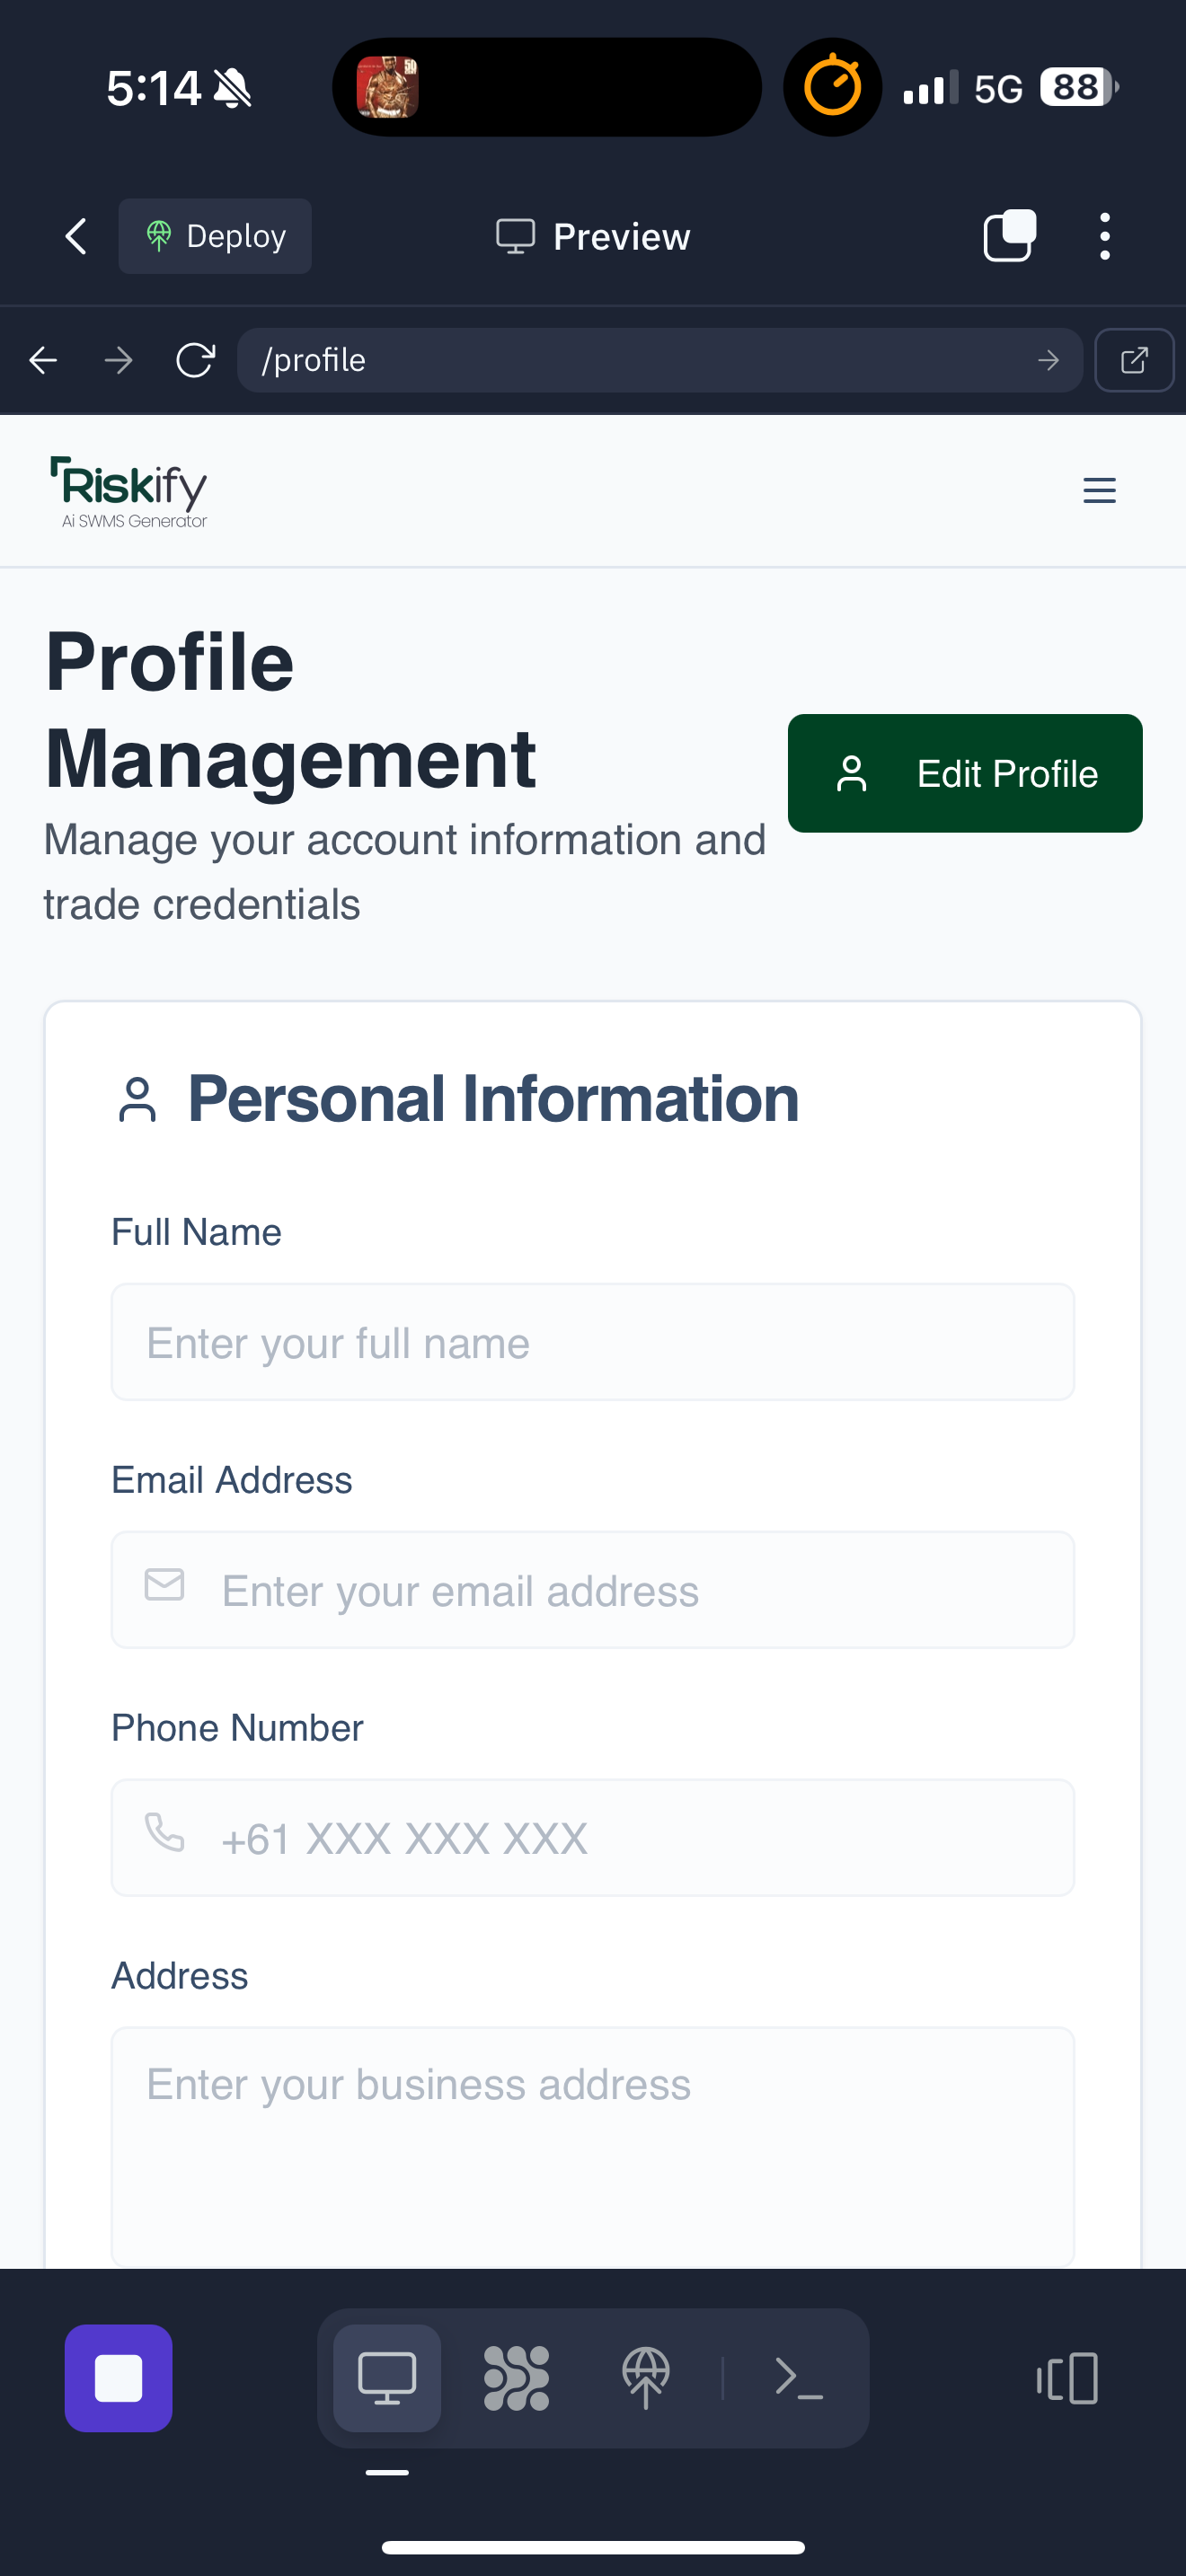 5:14
50
5G
88
Deploy
Preview
/profile
Riskify
Ai SWMS Generator
Profile
Management
Edit Profile
Manage your account information and
trade credentials
Personal Information
Full Name
Enter your full name
Email Address
Enter your email address
Phone Number
+61 XXX XXX XXX
Address
Enter your business address